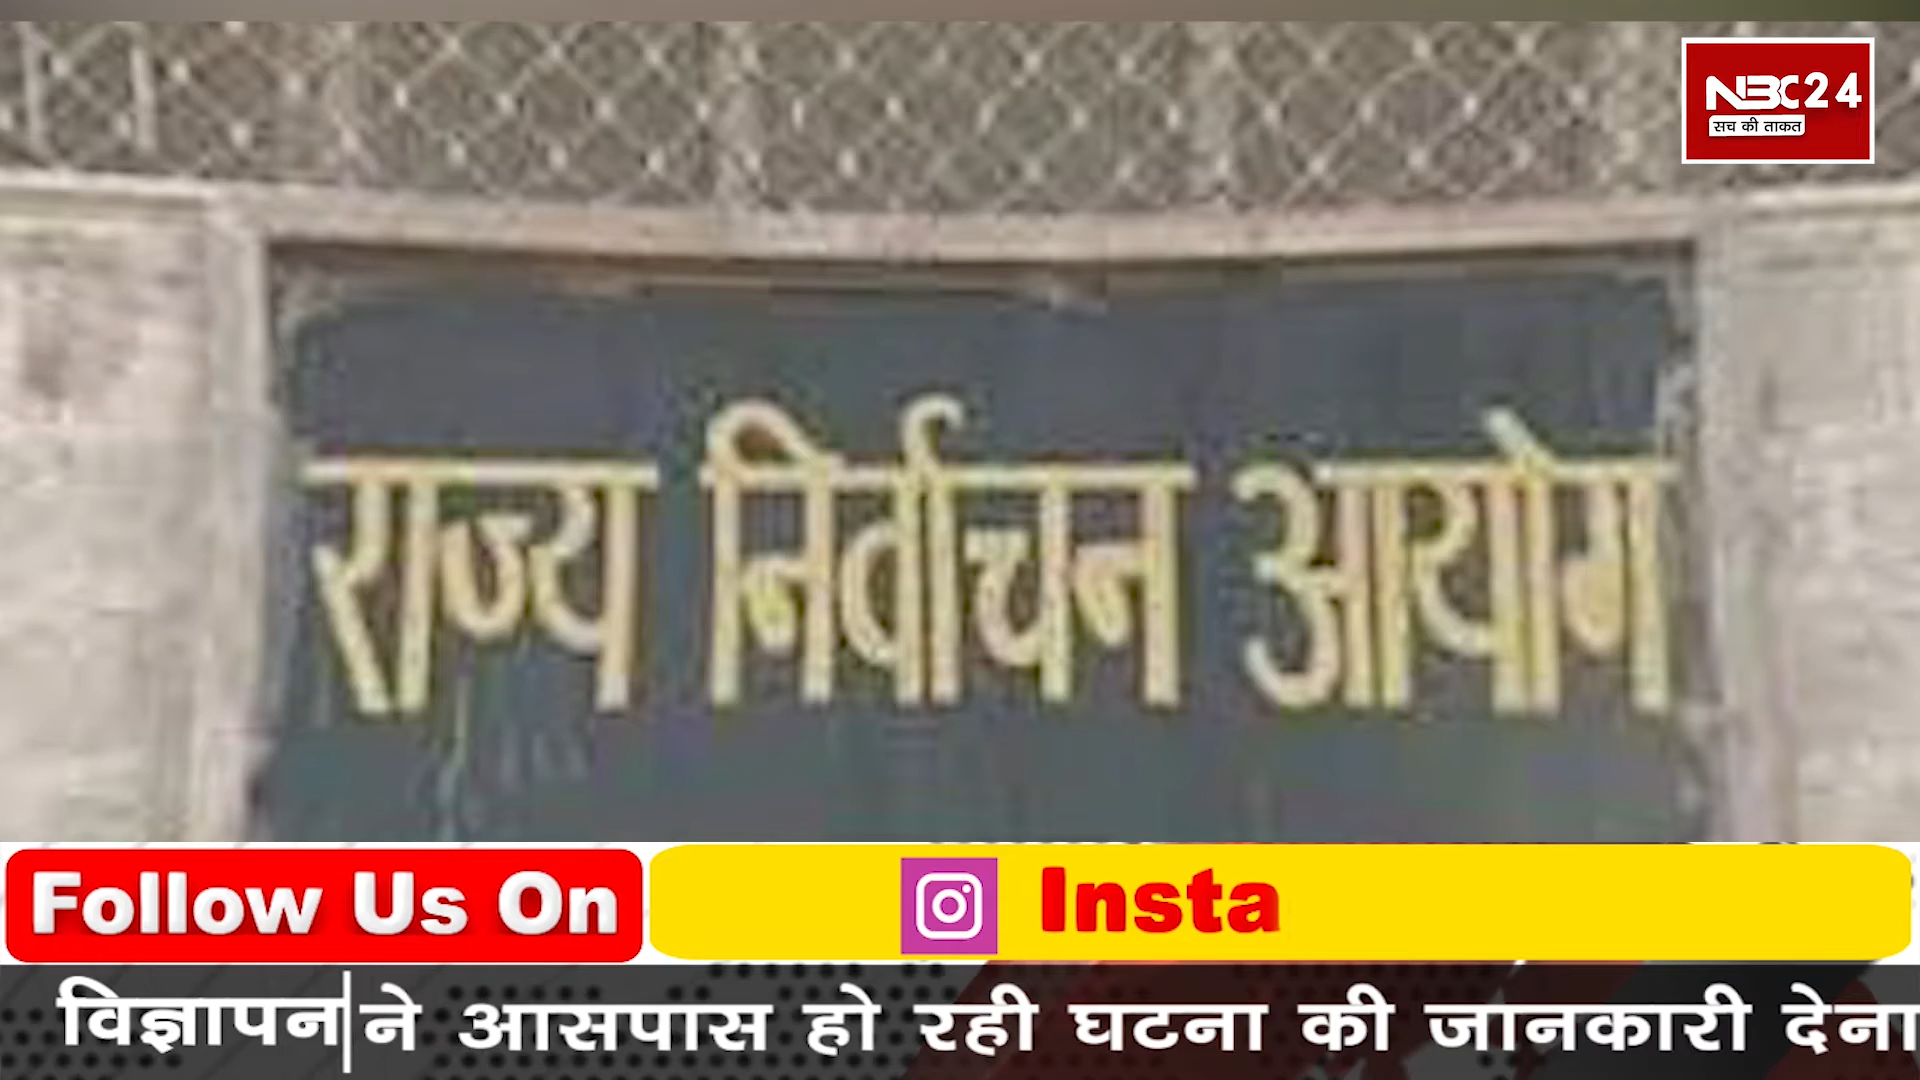 NBC24
सच की ताकत
राज्य निर्वाचन आयोग
Follow Us On
Insta
विज्ञापन ने आसपास हो रही घटना की जानकारी देना